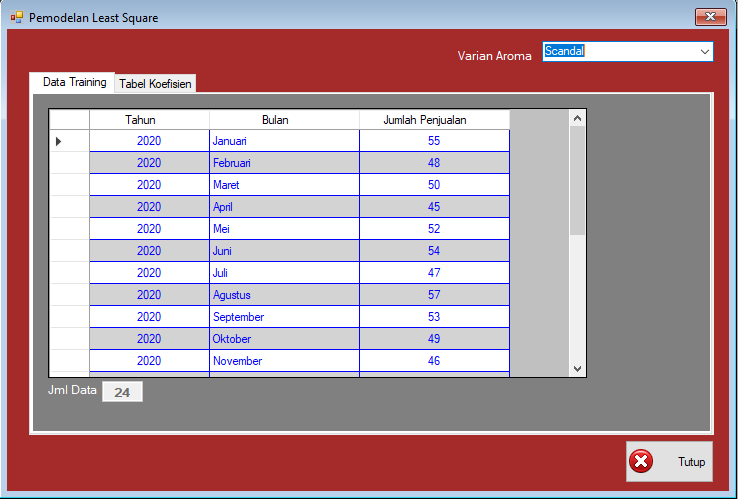 Pemodelan Least Square
Varian Aroma Scandal
Data Training Tabel Koefisien
Tahun Bulan Jumlah Penjualan
2020 Januari 55
2020 Februari 48
2020 Maret 50
2020 April 45
2020 Mei 52
2020 Juni 54
2020 Juli 47
2020 Agustus 57
2020 September 53
2020 Oktober 49
2020 November 46
Jml Data 24
Tutup